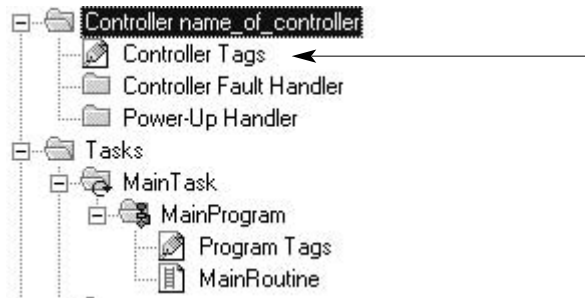 Controller name_of_controller
Controller Tags
Controller Fault Handler
Power-Up Handler
Tasks
MainTask
MainProgram
Program Tags
MainRoutine